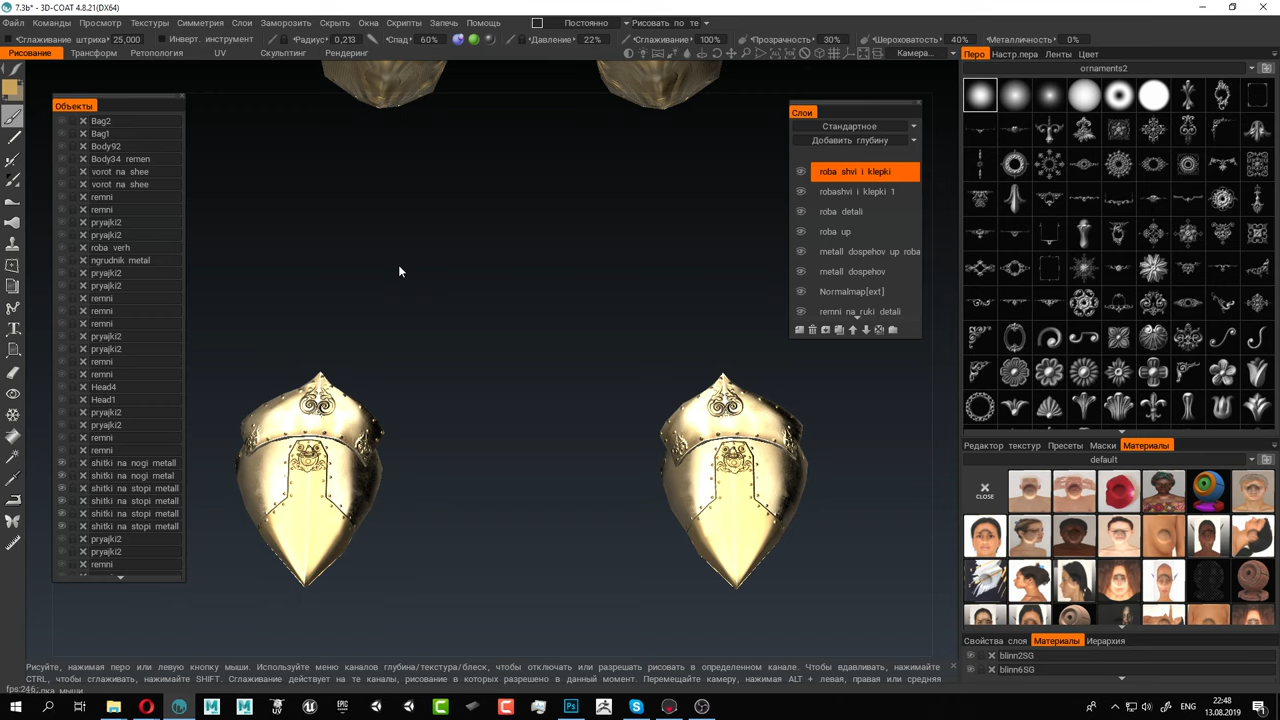 7.3b* - 3D-COAT 4.8.21(DX64)
Файл Команды Просмотр Текстуры Симметрия Слои Заморозить Скрыть Окна Скрипты Запечь Помощь Постоянно Рисовать по те
Сглаживание штриха 25,000 Инверт. инструмент Радиус 0,213 Спад 60% Давление 22% Сглаживание 100% Прозрачность 30% Шероховатость 40% Металличность 0%
Рисование Трансформ Ретопология UV Скульптинг Рендеринг Камера... Перо Настр.пера Ленты Цвет
ornaments2
Объекты
Bag2
Bag1
Body92
Body34 remen
vorot na shee
vorot na shee
remni
remni
pryajki2
pryajki2
roba verh
ngrudnik metal
pryajki2
pryajki2
remni
remni
remni
pryajki2
pryajki2
remni
remni
Head4
Head1
pryajki2
pryajki2
remni
remni
shitki na nogi metall
shitki na nogi metal
shitki na stopi metall
shitki na stopi metall
shitki na stopi metall
shitki na stopi metall
pryajki2
pryajki2
remni
Слои
Стандартное
Добавить глубину
roba shvi i klepki
robashvi i klepki 1
roba detali
roba up
metall dospehov up roba
metall dospehov
Normalmap[ext]
remni na ruki detali
Редактор текстур Пресеты Маски Материалы
default
CLOSE
Свойства слоя Материалы Иерархия
blinn2SG
blinn6SG
Рисуйте, нажимая перо или левую кнопку мыши. Используйте меню каналов глубина/текстура/блеск, чтобы отключать или разрешать рисовать в определенном канале. Чтобы вдавливать, нажимайте
CTRL, чтобы сглаживать, нажимайте SHIFT. Сглаживание действует на те каналы, рисование в которых разрешено в данный момент. Перемещайте камеру, нажимая ALT + левая, правая или средняя
fps:246;
ENG
22:48
13.08.2019